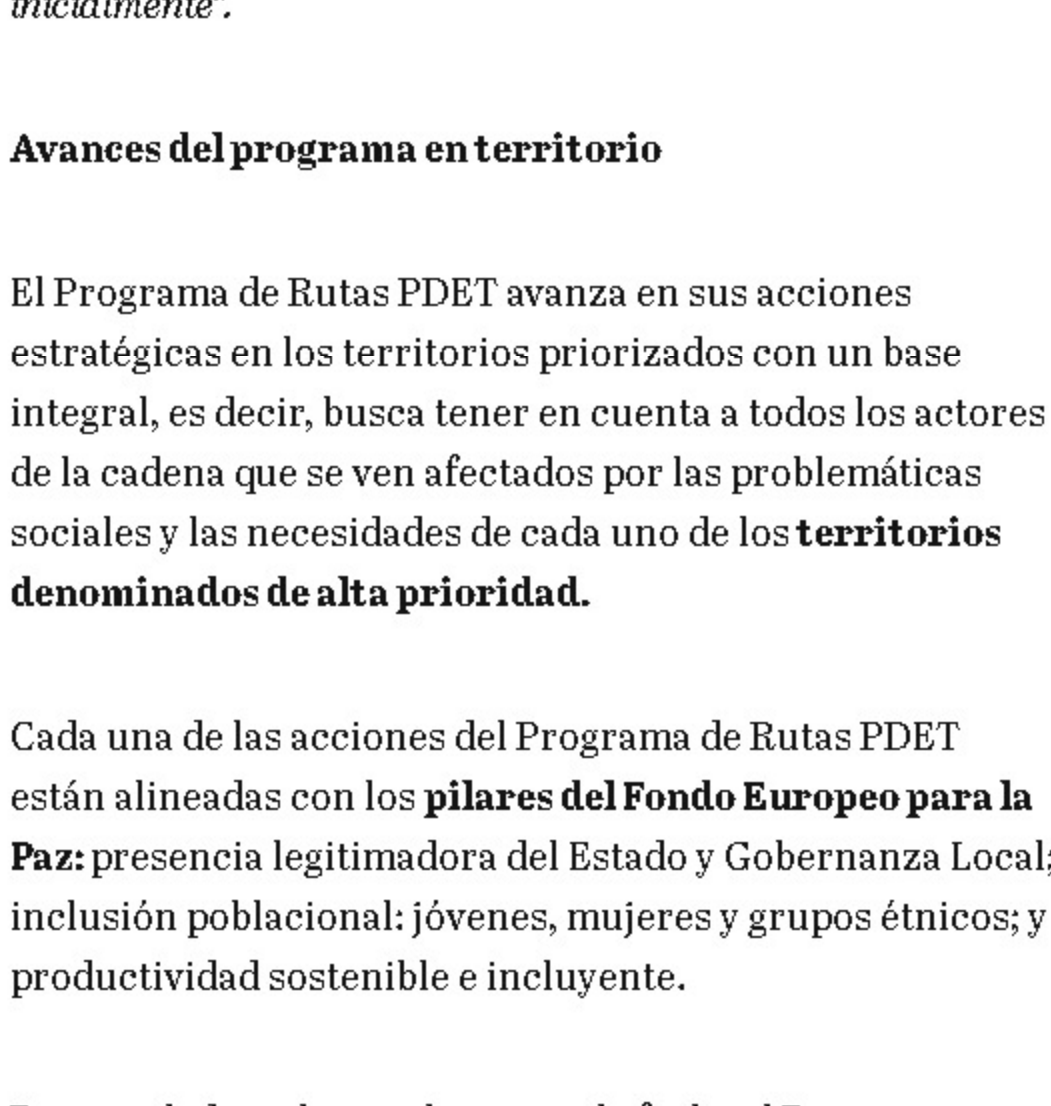 inicialmente".
Avances del programa en territorio
El Programa de Rutas PDET avanza en sus acciones
estratégicas en los territorios priorizados con un base
integral, es decir, busca tener en cuenta a todos los actores
de la cadena que se ven afectados por las problemáticas
sociales y las necesidades de cada uno de los territorios
denominados de alta prioridad.
Cada una de las acciones del Programa de Rutas PDET
están alineadas con los pilares del Fondo Europeo para la
Paz: presencia legitimadora del Estado y Gobernanza Local;
inclusión poblacional: jóvenes, mujeres y grupos étnicos; y
productividad sostenible e incluyente.